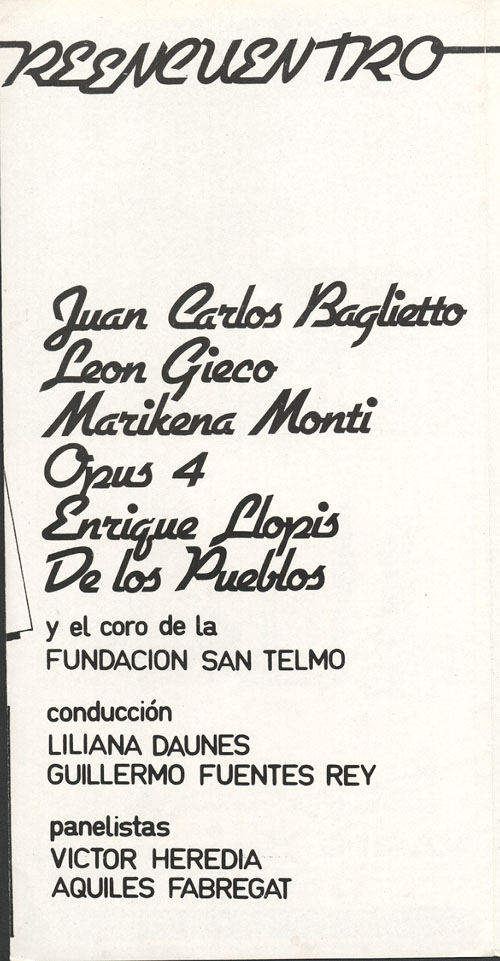 REENCUENTRO
Juan Carlos Baglietto
Leon Gieco
Marikena Monti
Opus 4
Enrique Llopis
De los Pueblos
y el coro de la
FUNDACION SAN TELMO
conducción
LILIANA DAUNES
GUILLERMO FUENTES REY
panelistas
VICTOR HEREDIA
AQUILES FABREGAT